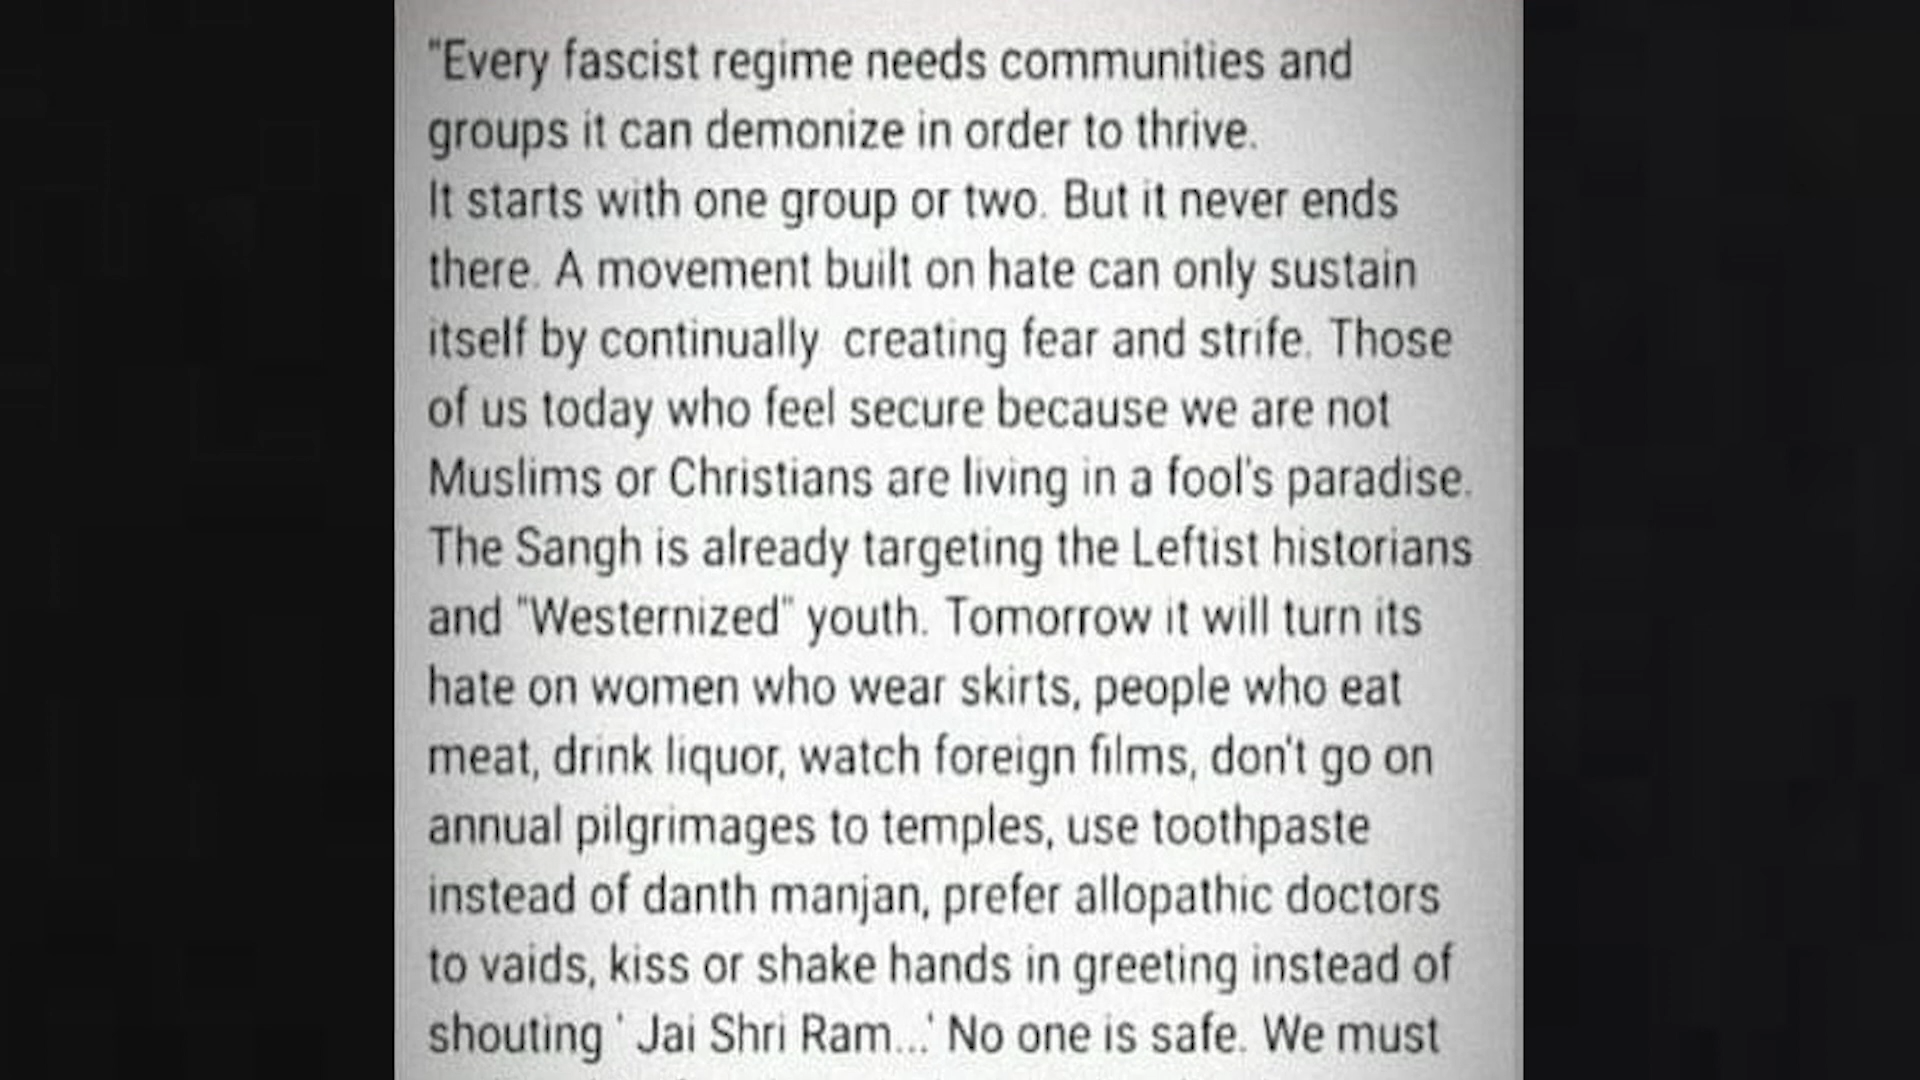 "Every fascist regime needs communities and
groups it can demonize in order to thrive.
It starts with one group or two. But it never ends
there. A movement built on hate can only sustain
itself by continually  creating fear and strife. Those
of us today who feel secure because we are not
Muslims or Christians are living in a fool's paradise.
The Sangh is already targeting the Leftist historians
and "Westernized" youth. Tomorrow it will turn its
hate on women who wear skirts, people who eat
meat, drink liquor, watch foreign films, don't go on
annual pilgrimages to temples, use toothpaste
instead of danth manjan, prefer allopathic doctors
to vaids, kiss or shake hands in greeting instead of
shouting ' Jai Shri Ram...' No one is safe. We must